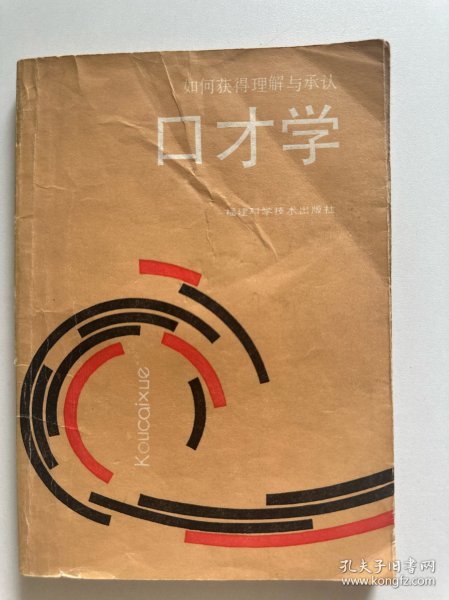 如何获得理解与承认
口才学
福建科学技术出版社
Koucaixue
孔夫子旧书网
www.kongfz.com